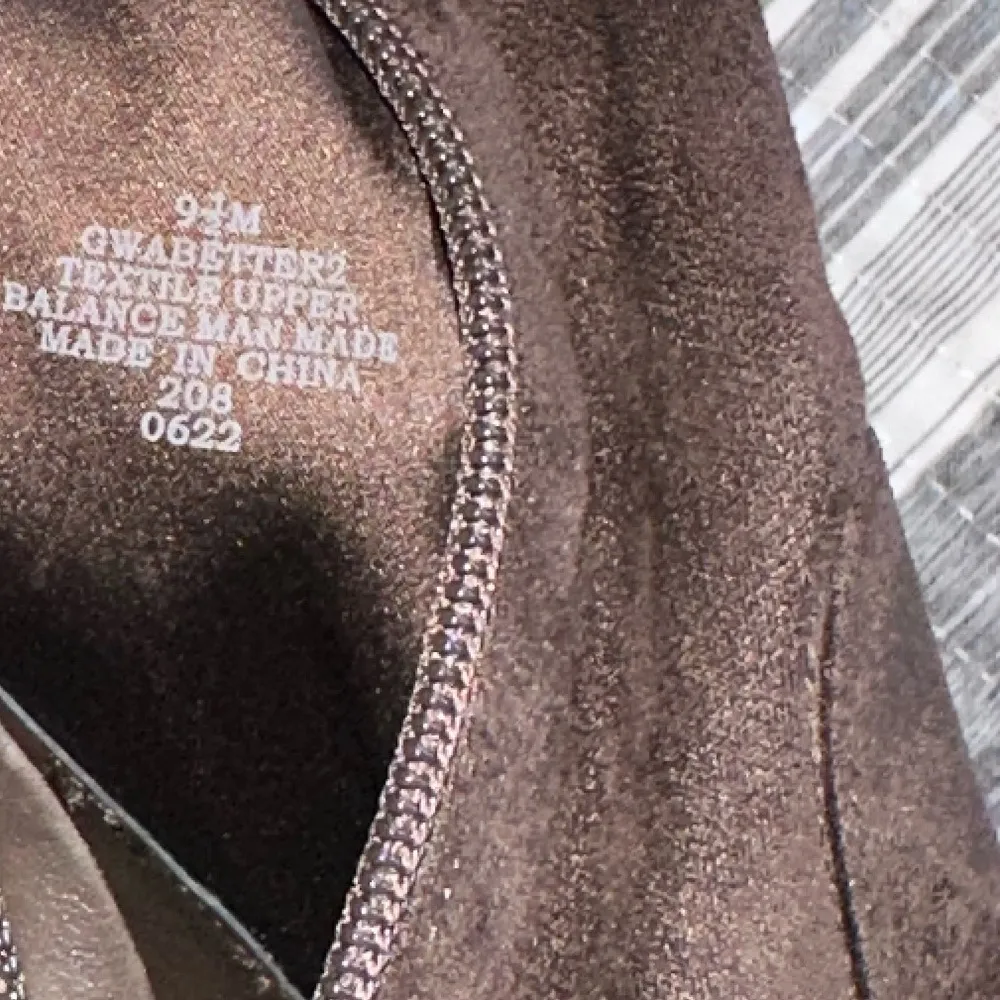 9½M
GWABETTER2
TEXTILE UPPER
BALANCE MAN MADE
MADE IN CHINA
208
0622